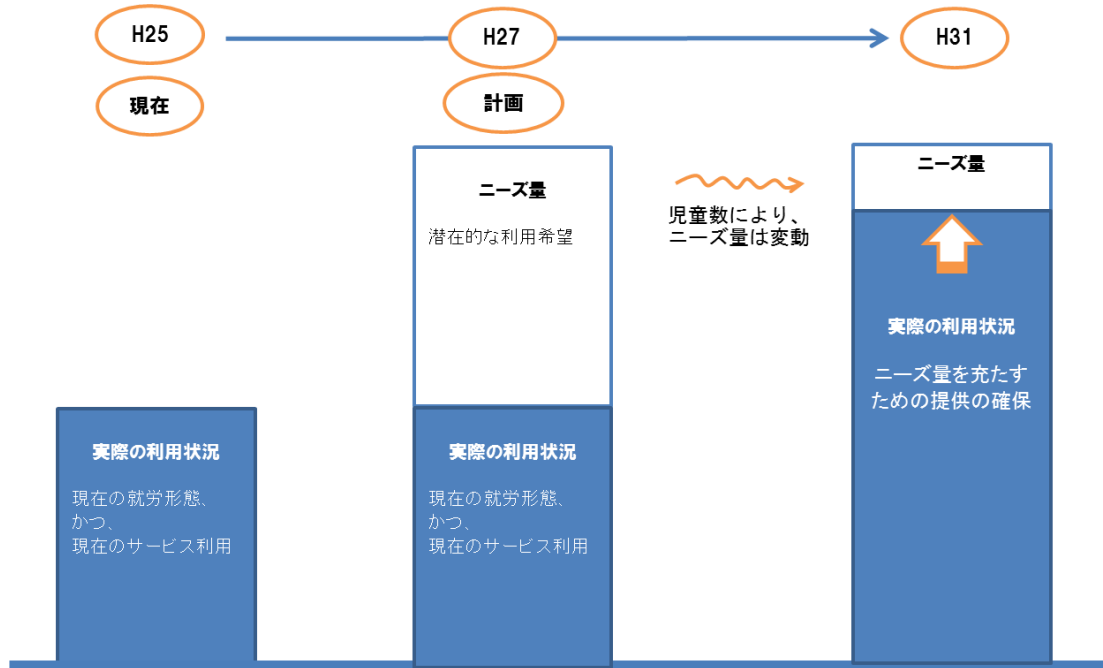 H25
H27
H31
現在
計画
ニーズ量
潜在的な利用希望
児童数により、
ニーズ量は変動
ニーズ量
実際の利用状況
ニーズ量を充たす
ための提供の確保
実際の利用状況
現在の就労形態、
かつ、
現在のサービス利用
実際の利用状況
現在の就労形態、
かつ、
現在のサービス利用